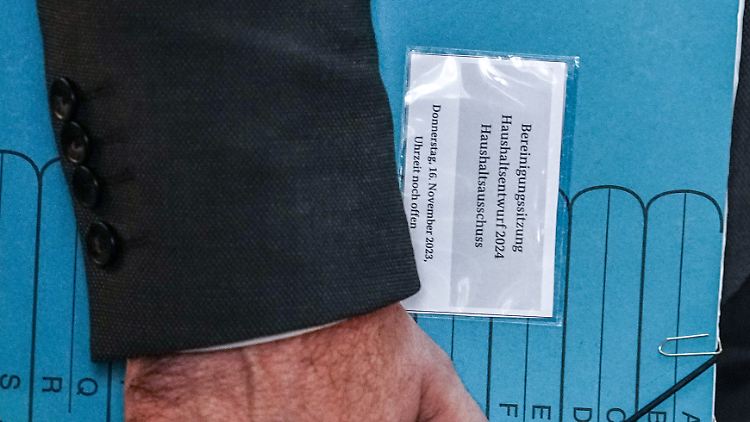 Bereinigungssitzung
Haushaltsentwurf 2024
Haushaltsausschuss
Donnerstag, 16. November 2023,
Uhrzeit noch offen
A
B
C
D
E
F
Q
R
S